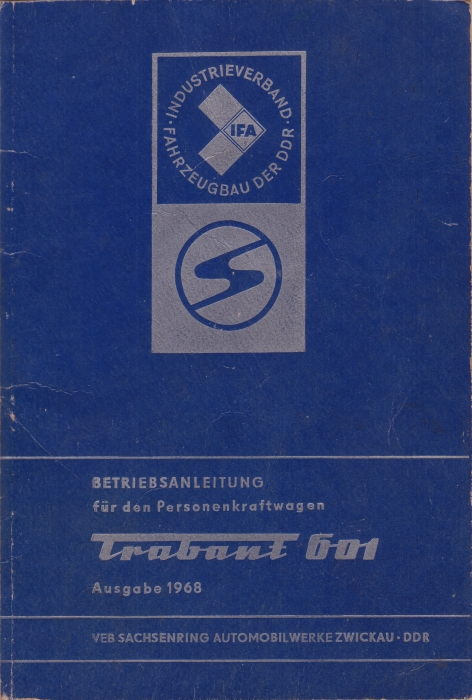 INDUSTRIEVERBAND
FAHRZEUGBAU DER DDR
IFA
BETRIEBSANLEITUNG
für den Personenkraftwagen
Trabant 601
Ausgabe 1968
VEB SACHSENRING AUTOMOBILWERKE ZWICKAU · DDR